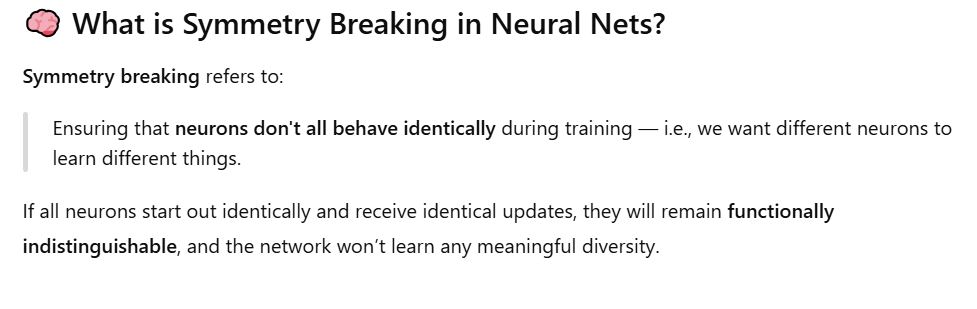 🧠 What is Symmetry Breaking in Neural Nets?
Symmetry breaking refers to:
Ensuring that neurons don't all behave identically during training — i.e., we want different neurons to
learn different things.
If all neurons start out identically and receive identical updates, they will remain functionally
indistinguishable, and the network won’t learn any meaningful diversity.